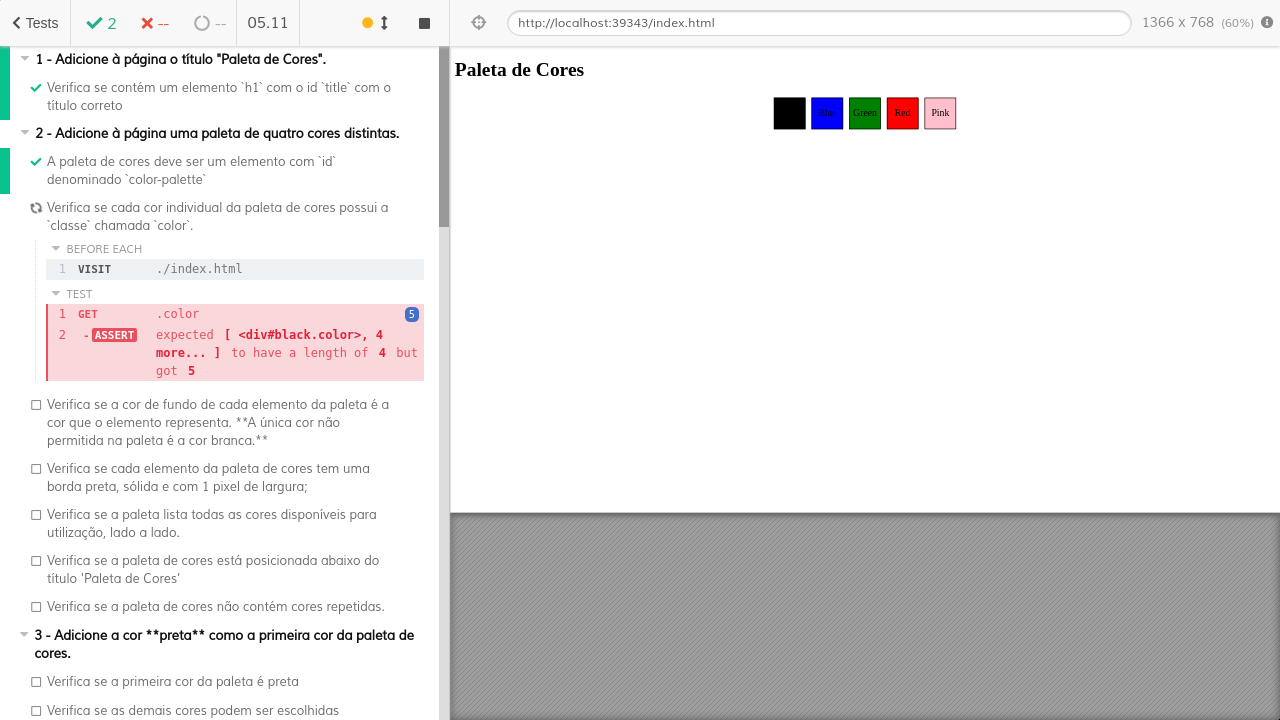 Tests
2
--
--
05.11
http://localhost:39343/index.html
1366 x 768 (60%)
1 - Adicione à página o título "Paleta de Cores".
Verifica se contém um elemento `h1` com o id `title` com o
título correto
2 - Adicione à página uma paleta de quatro cores distintas.
A paleta de cores deve ser um elemento com `id`
denominado `color-palette`
Verifica se cada cor individual da paleta de cores possui a
`classe` chamada `color`.
BEFORE EACH
1 VISIT ./index.html
TEST
1 GET .color 5
2 -ASSERT expected [ <div#black.color>, 4
more... ] to have a length of 4 but
got 5
Verifica se a cor de fundo de cada elemento da paleta é a
cor que o elemento representa. **A única cor não
permitida na paleta é a cor branca.**
Verifica se cada elemento da paleta de cores tem uma
borda preta, sólida e com 1 pixel de largura;
Verifica se a paleta lista todas as cores disponíveis para
utilização, lado a lado.
Verifica se a paleta de cores está posicionada abaixo do
título 'Paleta de Cores'
Verifica se a paleta de cores não contém cores repetidas.
3 - Adicione a cor **preta** como a primeira cor da paleta de
cores.
Verifica se a primeira cor da paleta é preta
Verifica se as demais cores podem ser escolhidas
Paleta de Cores
Blue Green Red Pink